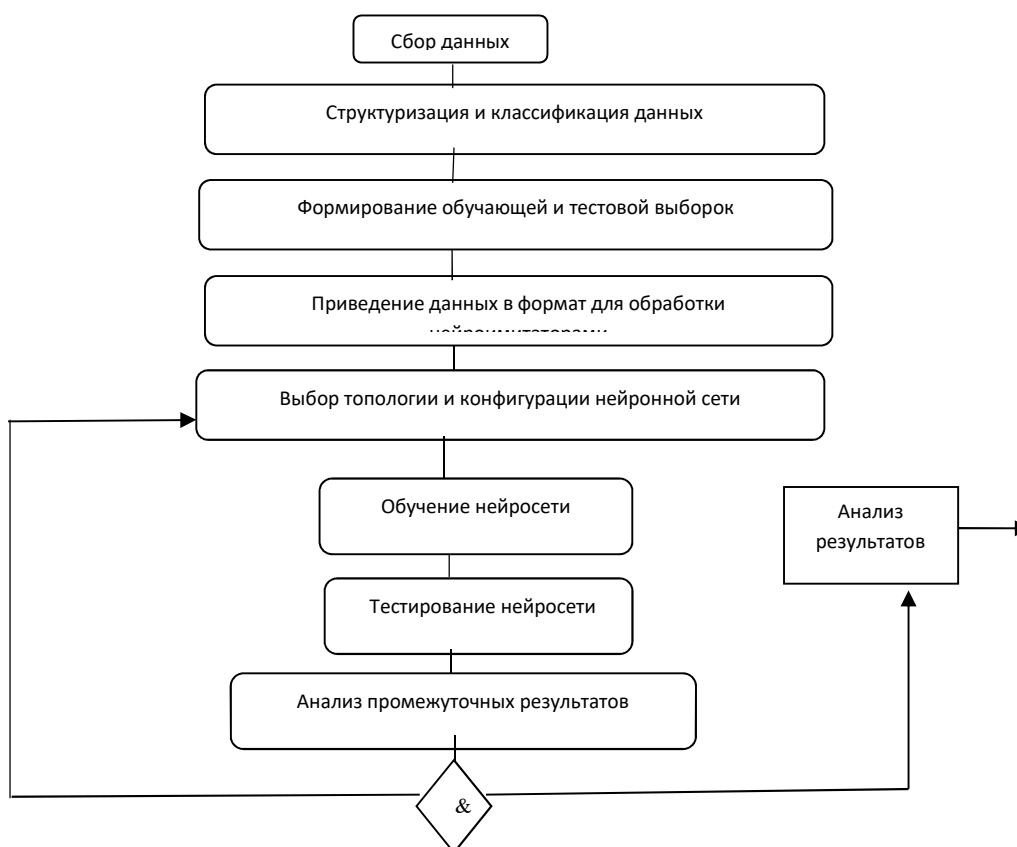 Сбор данных
Структуризация и классификация данных
Формирование обучающей и тестовой выборок
Приведение данных в формат для обработки
нейроимитаторами
Выбор топологии и конфигурации нейронной сети
Обучение нейросети
Анализ
результатов
Тестирование нейросети
Анализ промежуточных результатов
&